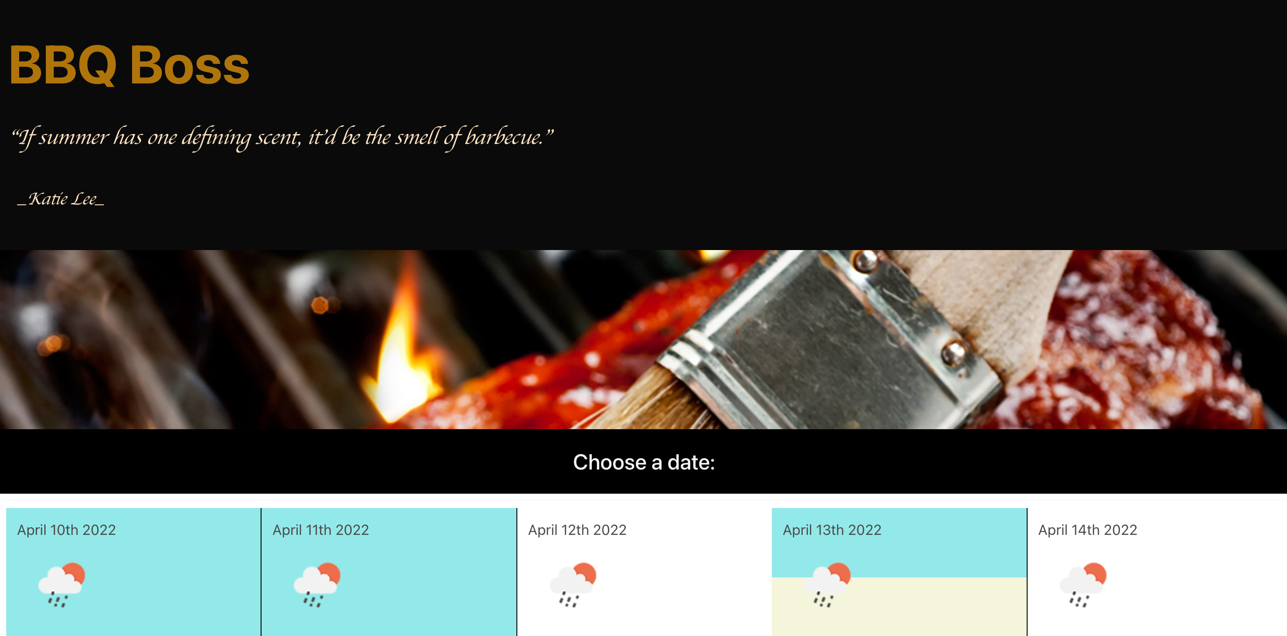 BBQ Boss
“If summer has one defining scent, it’d be the smell of barbecue.”
_Katie Lee_
Choose a date:
April 10th 2022
April 11th 2022
April 12th 2022
April 13th 2022
April 14th 2022